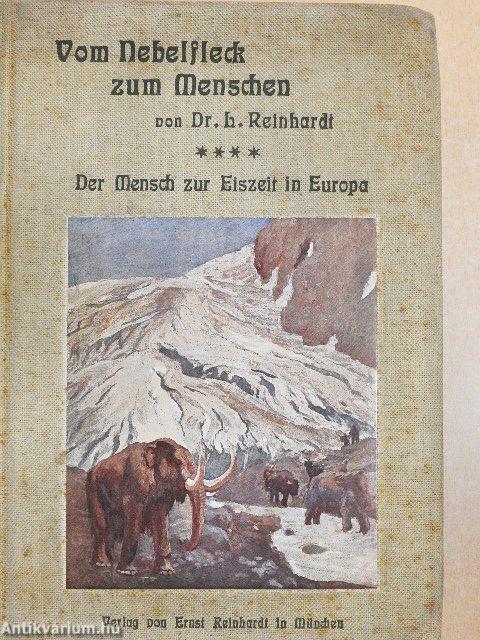 Vom Nebelfleck
zum Menschen
von Dr. L. Reinhardt
****
Der Mensch zur Eiszeit in Europa
Verlag von Ernst Reinhardt in München
Antikvárium.hu